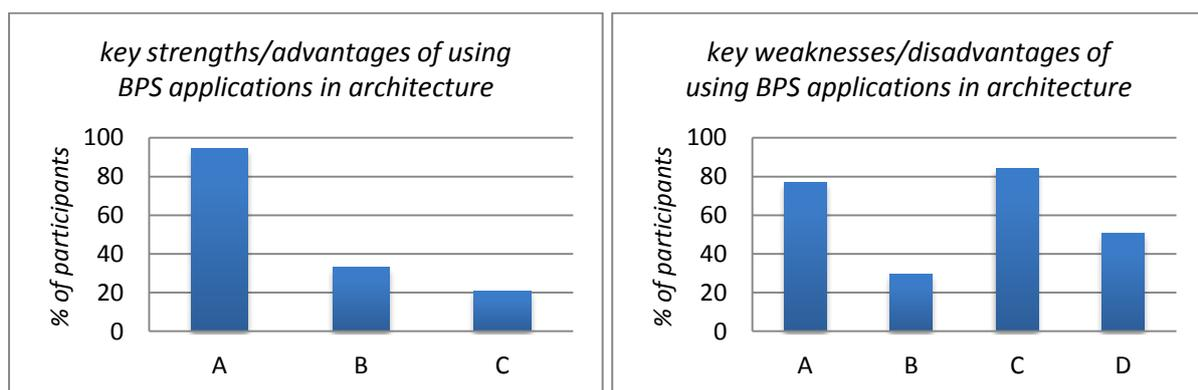 key strengths/advantages of using
BPS applications in architecture
% of participants
100
80
60
40
20
0
A B C
key weaknesses/disadvantages of
using BPS applications in architecture
% of participants
100
80
60
40
20
0
A B C D